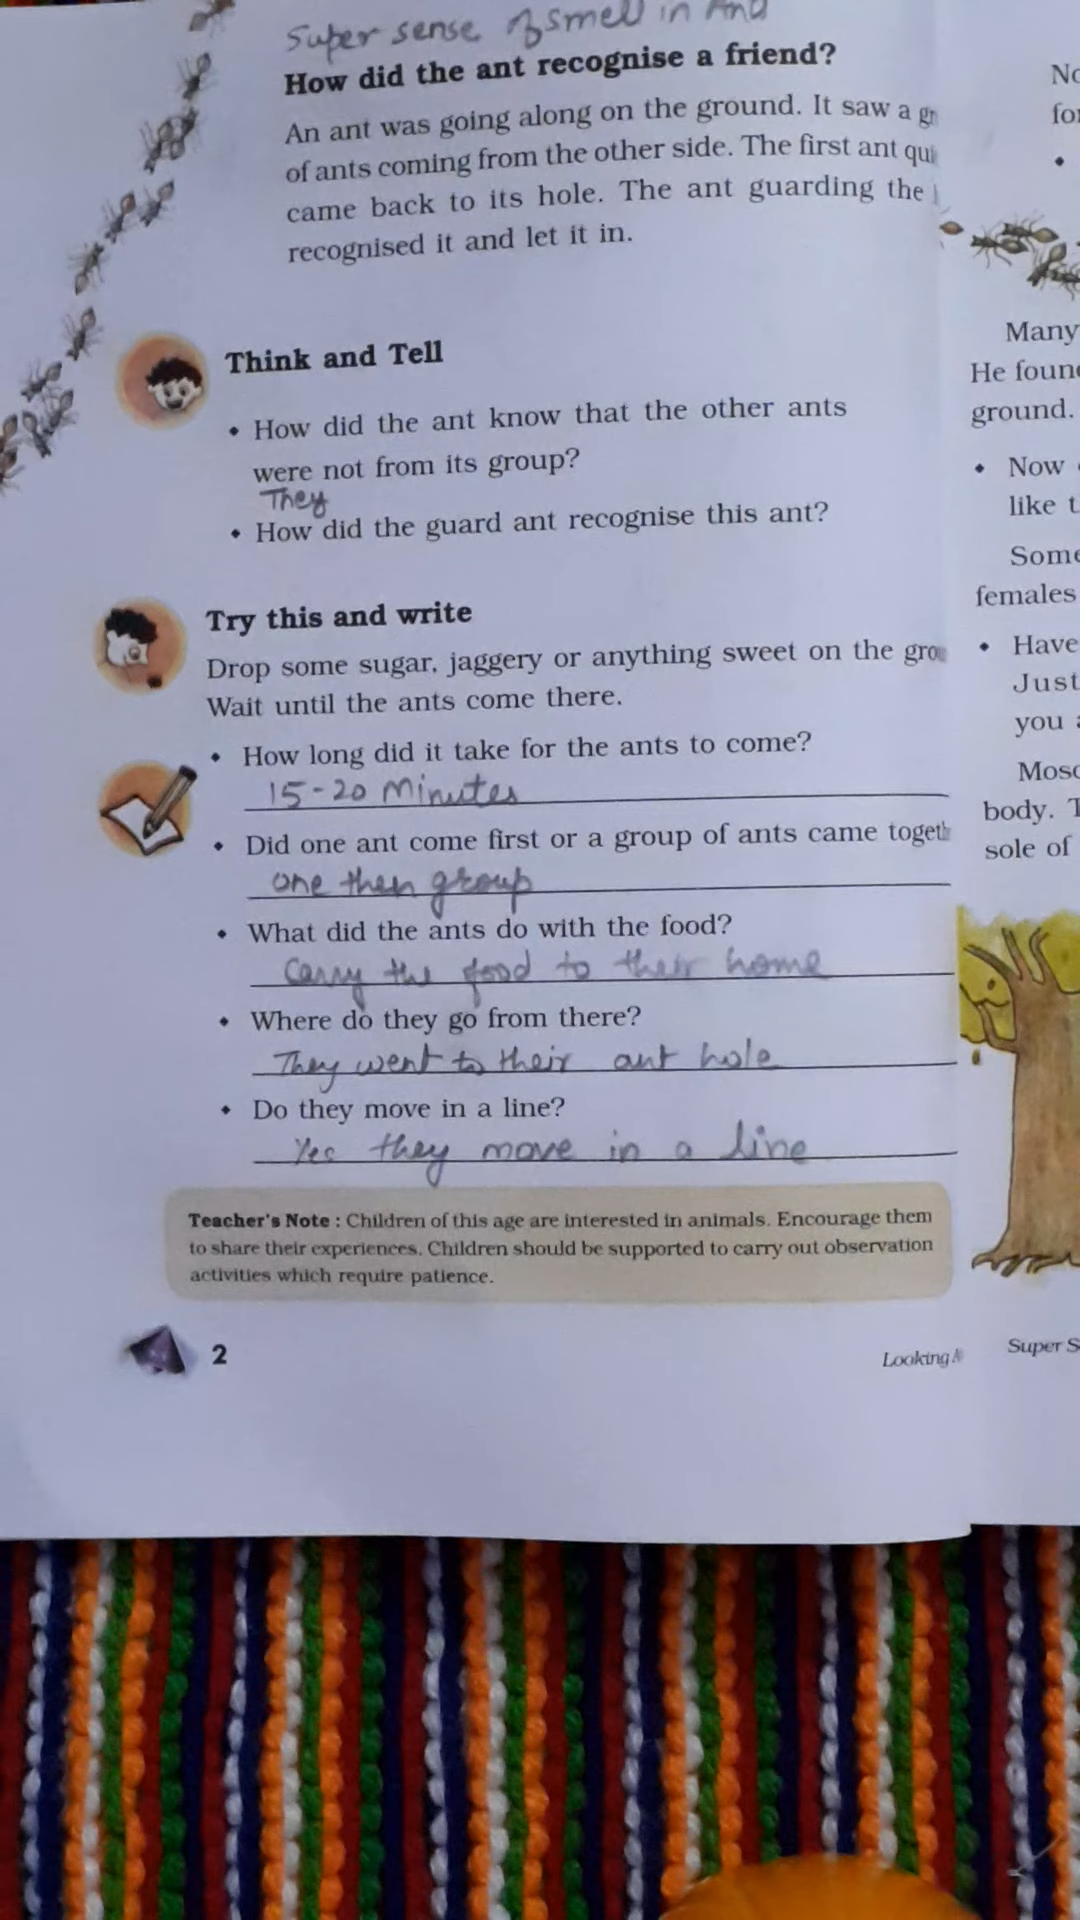 Super sense of smell in
How did the ant recognise a friend?
An ant was going along on the ground. It saw a
of ants coming from the other side. The first ant
came back to its hole. The ant guarding the
recognised it and let it in.
Think and Tell
• How did the ant know that the other ants
were not from its group?
They
• How did the guard ant recognise this ant?
Try this and write
Drop some sugar, jaggery or anything sweet on the
Wait until the ants come there.
• How long did it take for the ants to come?
15-20 Minutes
• Did one ant come first or a group of ants came
one then group
• What did the ants do with the food?
Carry the food to their home
• Where do they go from there?
They went to their ant hole
• Do they move in a line?
Yes they move in a line
Teacher's Note : Children of this age are interested in animals. Encourage them
to share their experiences. Children should be supported to carry out observation
activities which require patience.
2
Looking
Many
He
ground.
• Now
like
Some
females
• Have
Just
you
body.
sole of
Super